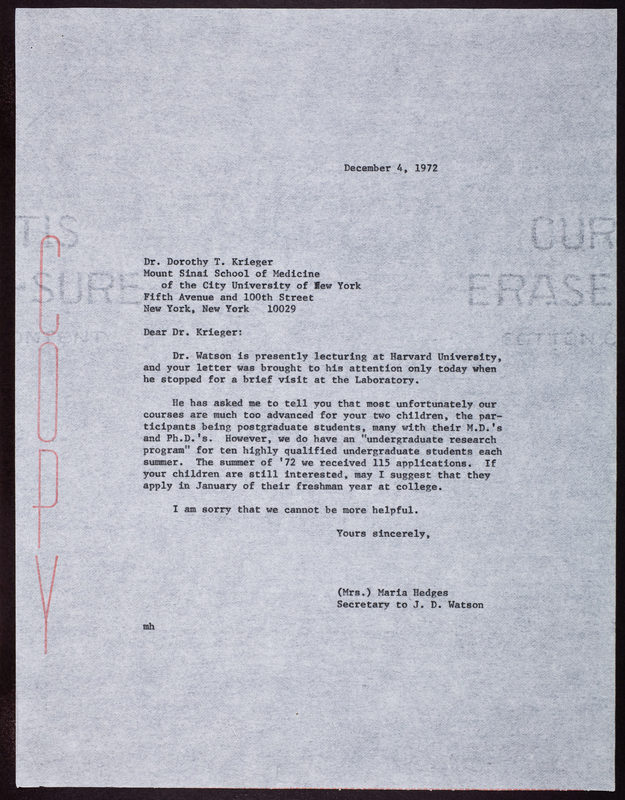 December 4, 1972
TIS
CUR
-SURE
ERASE
Dr. Dorothy T. Krieger
Mount Sinai School of Medicine
of the City University of New York
Fifth Avenue and 100th Street
New York, New York 10029
Dear Dr. Krieger:
Dr. Watson is presently lecturing at Harvard University,
and your letter was brought to his attention only today when
he stopped for a brief visit at the Laboratory.
He has asked me to tell you that most unfortunately our
courses are much too advanced for your two children, the par-
ticipants being postgraduate students, many with their M.D.'s
and Ph.D.'s. However, we do have an "undergraduate research
program" for ten highly qualified undergraduate students each
summer. The summer of '72 we received 115 applications. If
your children are still interested, may I suggest that they
apply in January of their freshman year at college.
I am sorry that we cannot be more helpful.
Yours sincerely,
(Mrs.) Maria Hedges
Secretary to J. D. Watson
mh
COPY